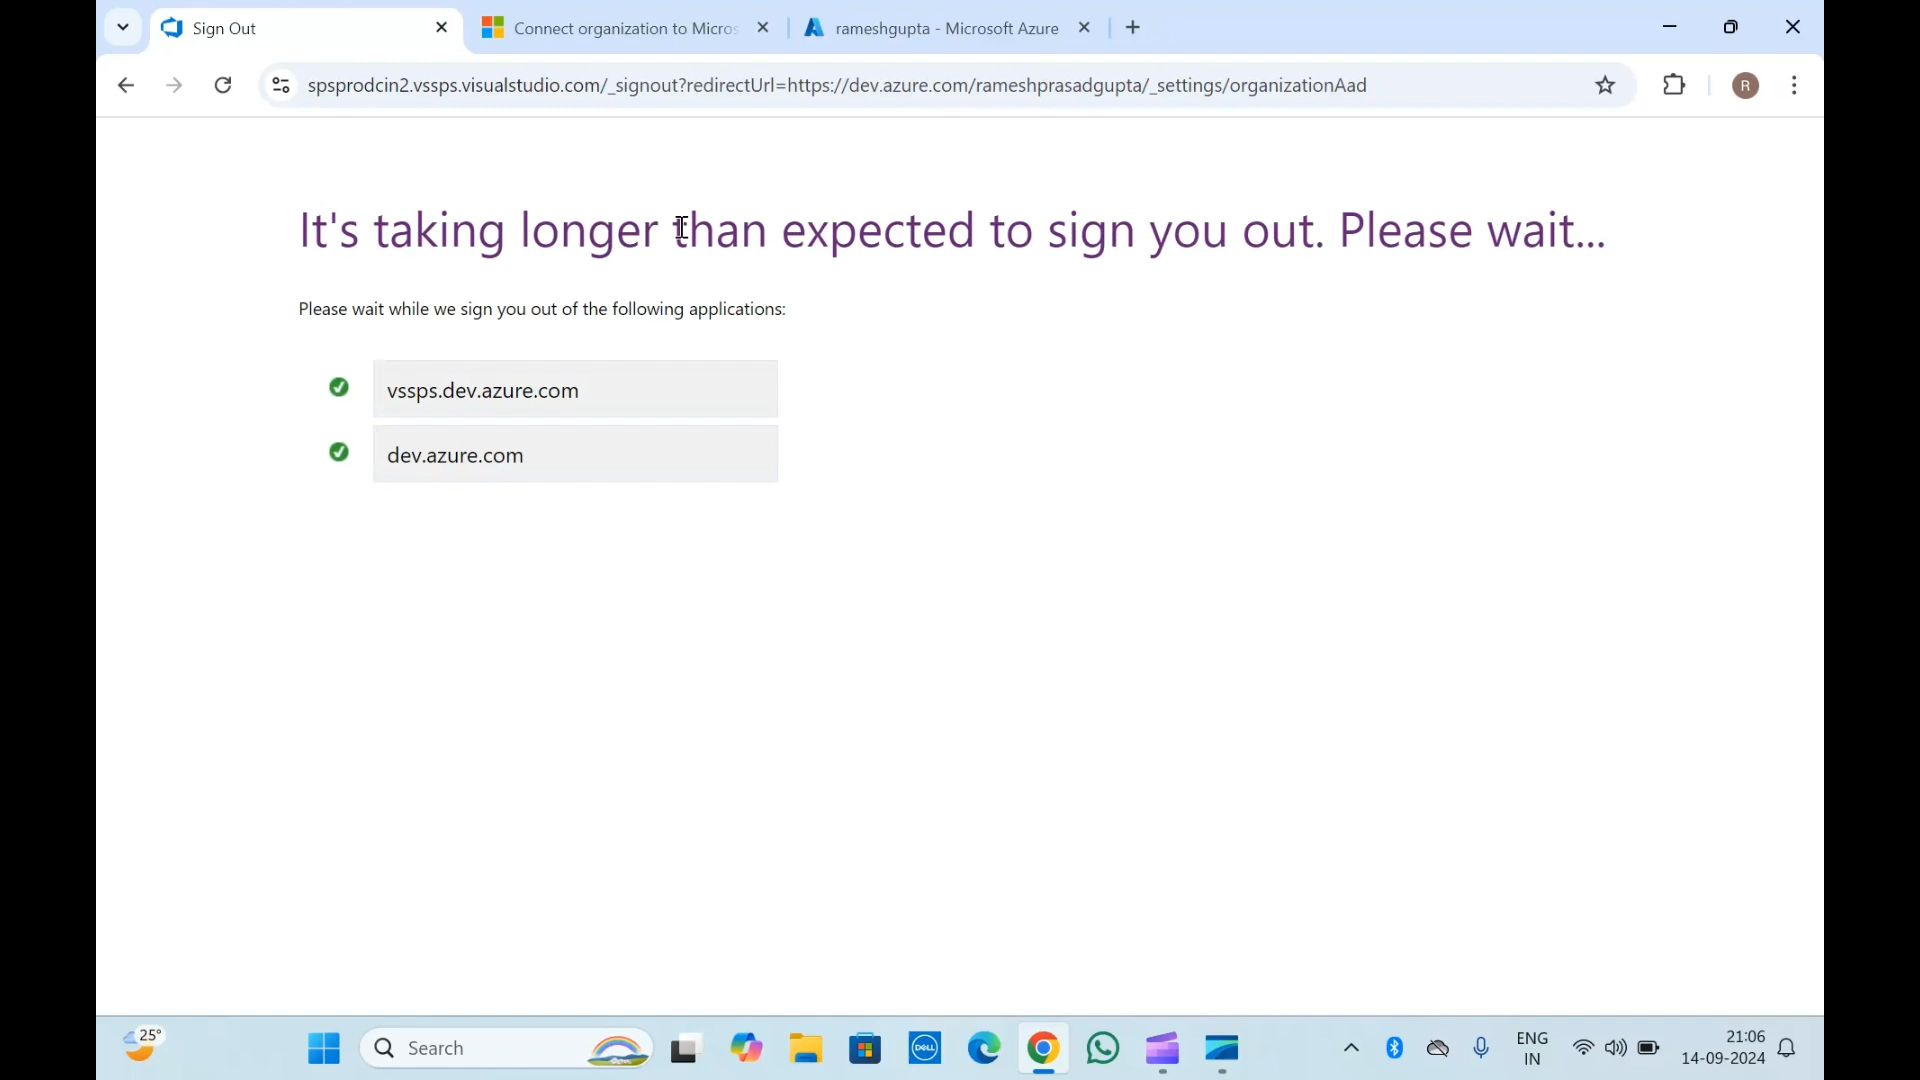 Sign Out
Connect organization to Micros
rameshgupta - Microsoft Azure
spsprodcin2.vssps.visualstudio.com/_signout?redirectUrl=https://dev.azure.com/rameshprasadgupta/_settings/organizationAad
R
It's taking longer than expected to sign you out. Please wait...
Please wait while we sign you out of the following applications:
vssps.dev.azure.com
dev.azure.com
25°
Search
DELL
ENG
IN
21:06
14-09-2024